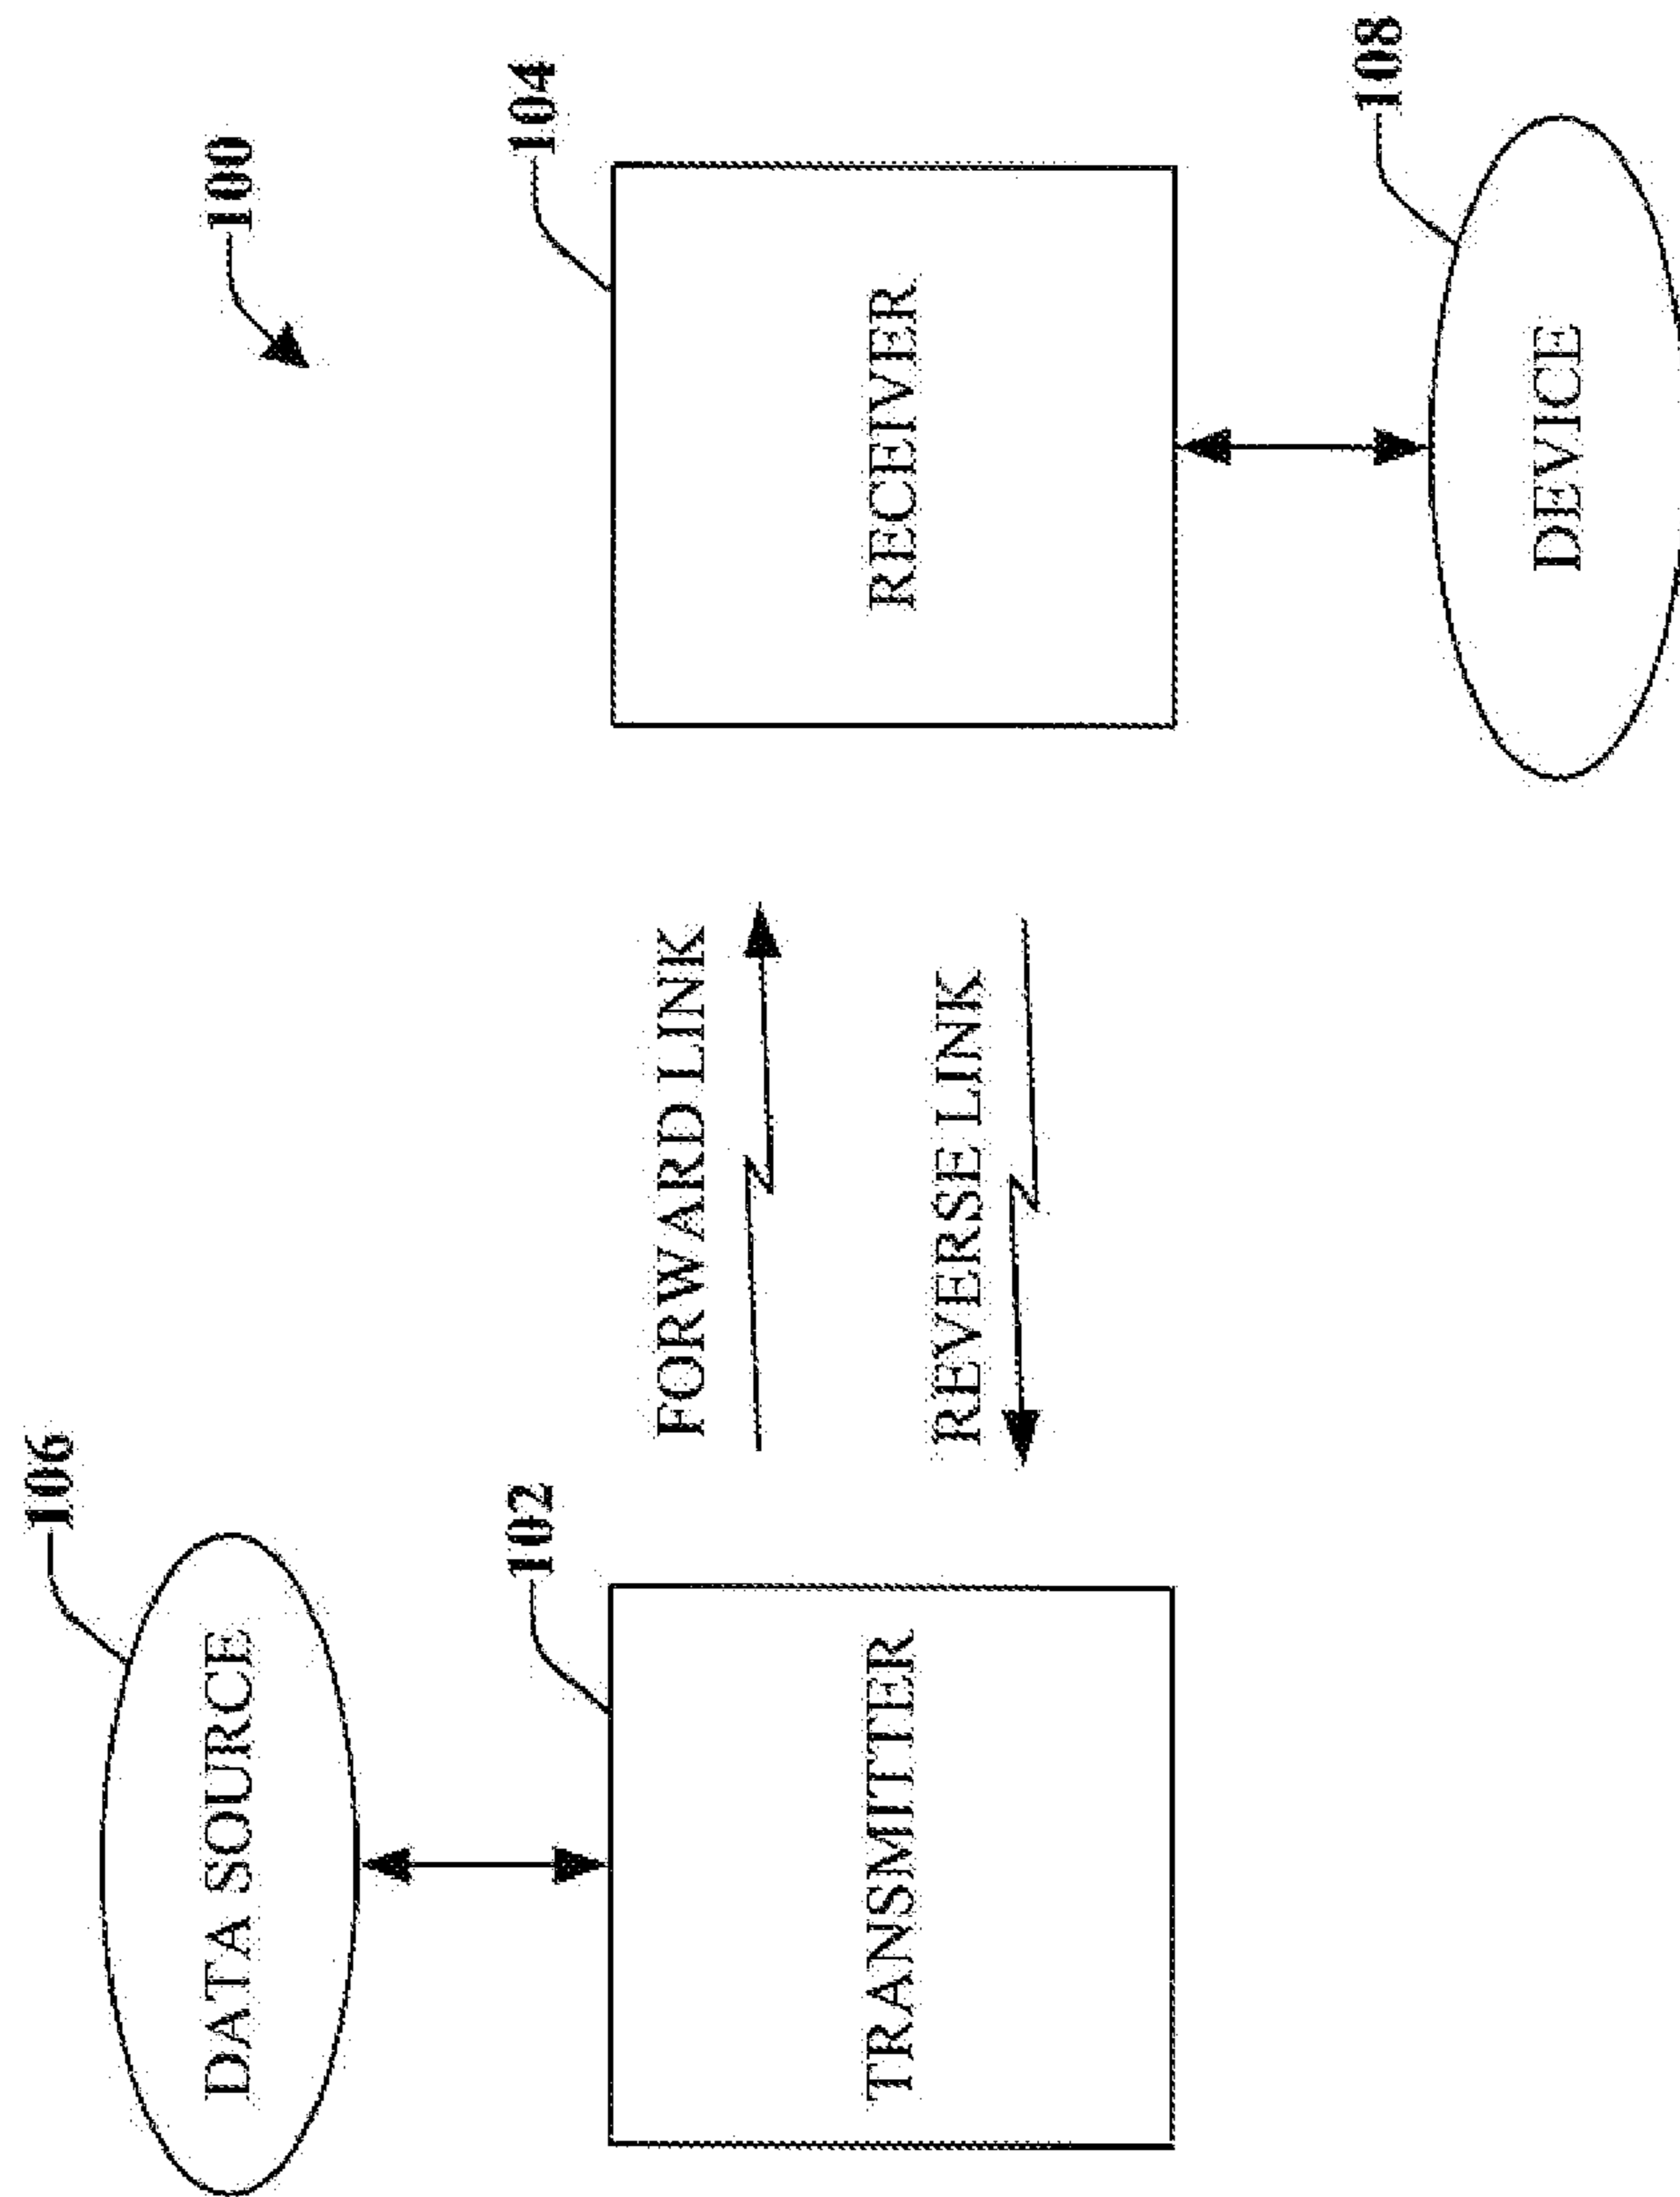 100
106
DATA SOURCE
102
TRANSMITTER
FORWARD LINK
REVERSE LINK
104
RECEIVER
108
DEVICE